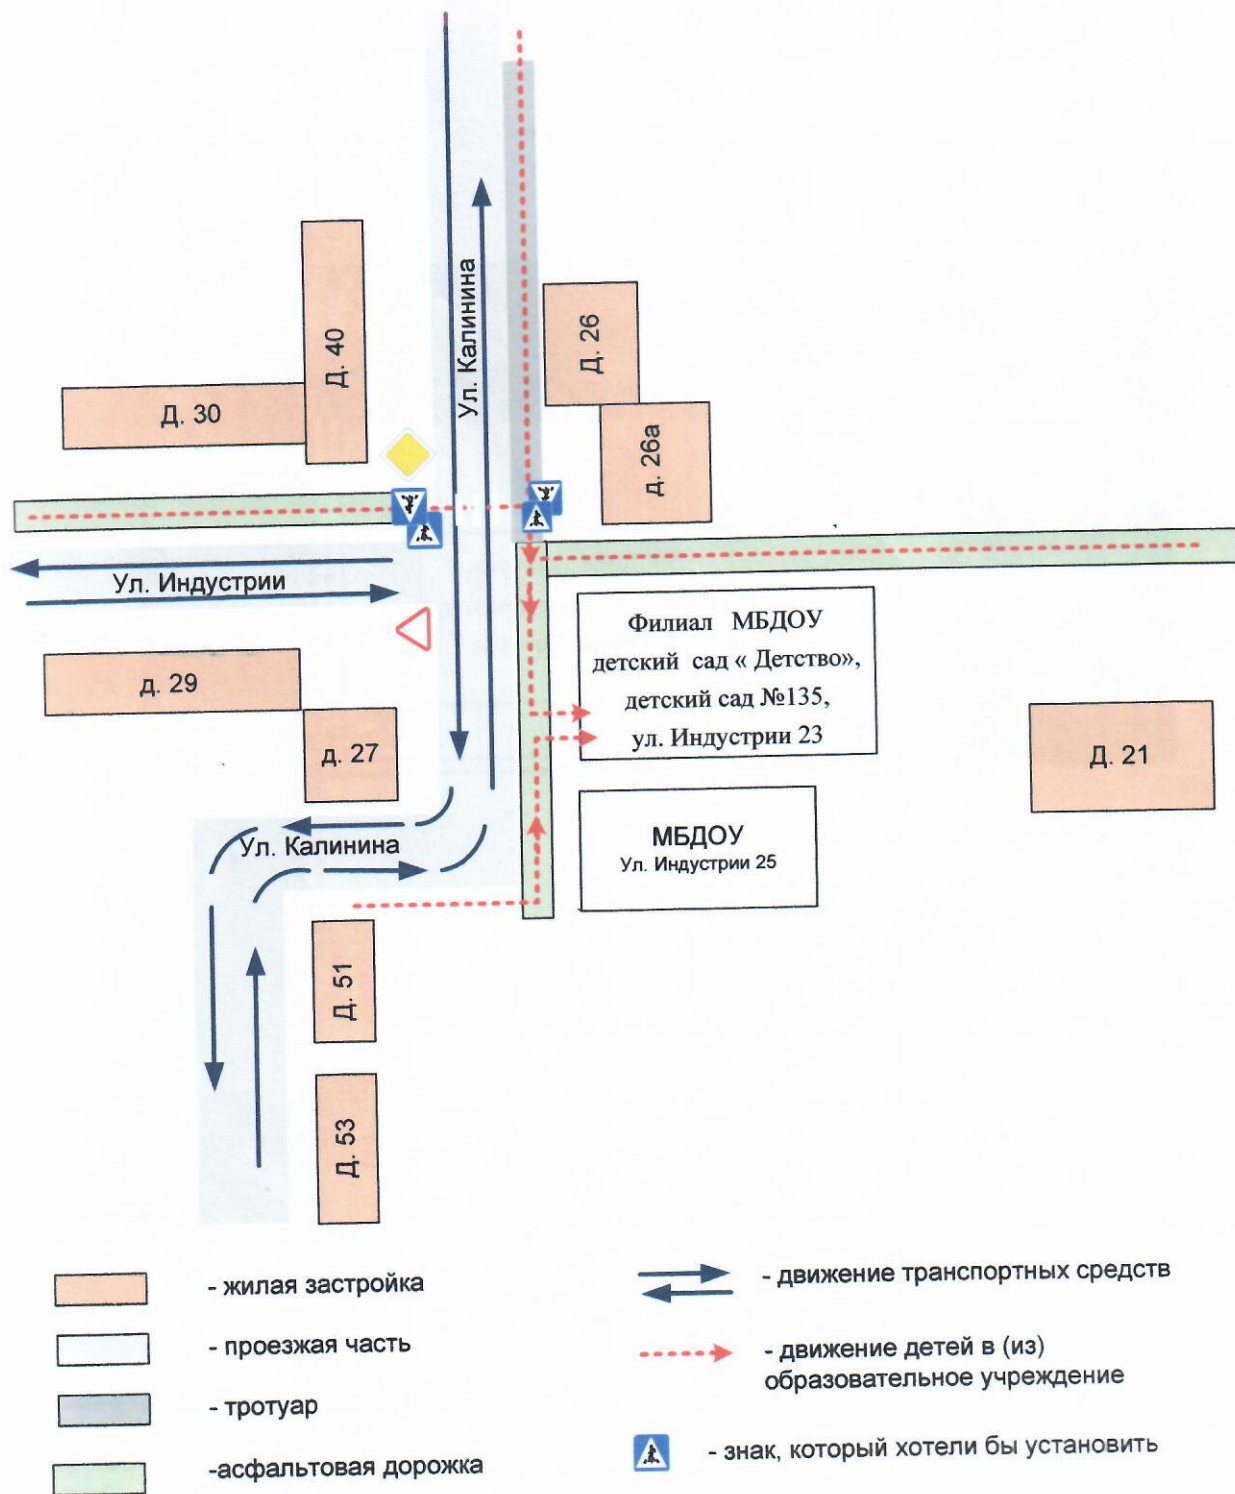 Ул. Калина
Д. 40
Д. 26
Д. 30
д. 26а
Ул. Индустрии
Филиал МБДОУ
детский сад « Детство»,
детский сад №135,
ул. Индустрии 23
д. 29
д. 27
Д. 21
Ул. Калинина
МБДОУ
Ул. Индустрии 25
Д. 51
Д. 53
- жилая застройка
- проезжая часть
- тротуар
-асфальтовая дорожка
- движение транспортных средств
- движение детей в (из)
образовательное учреждение
- знак, который хотели бы установить